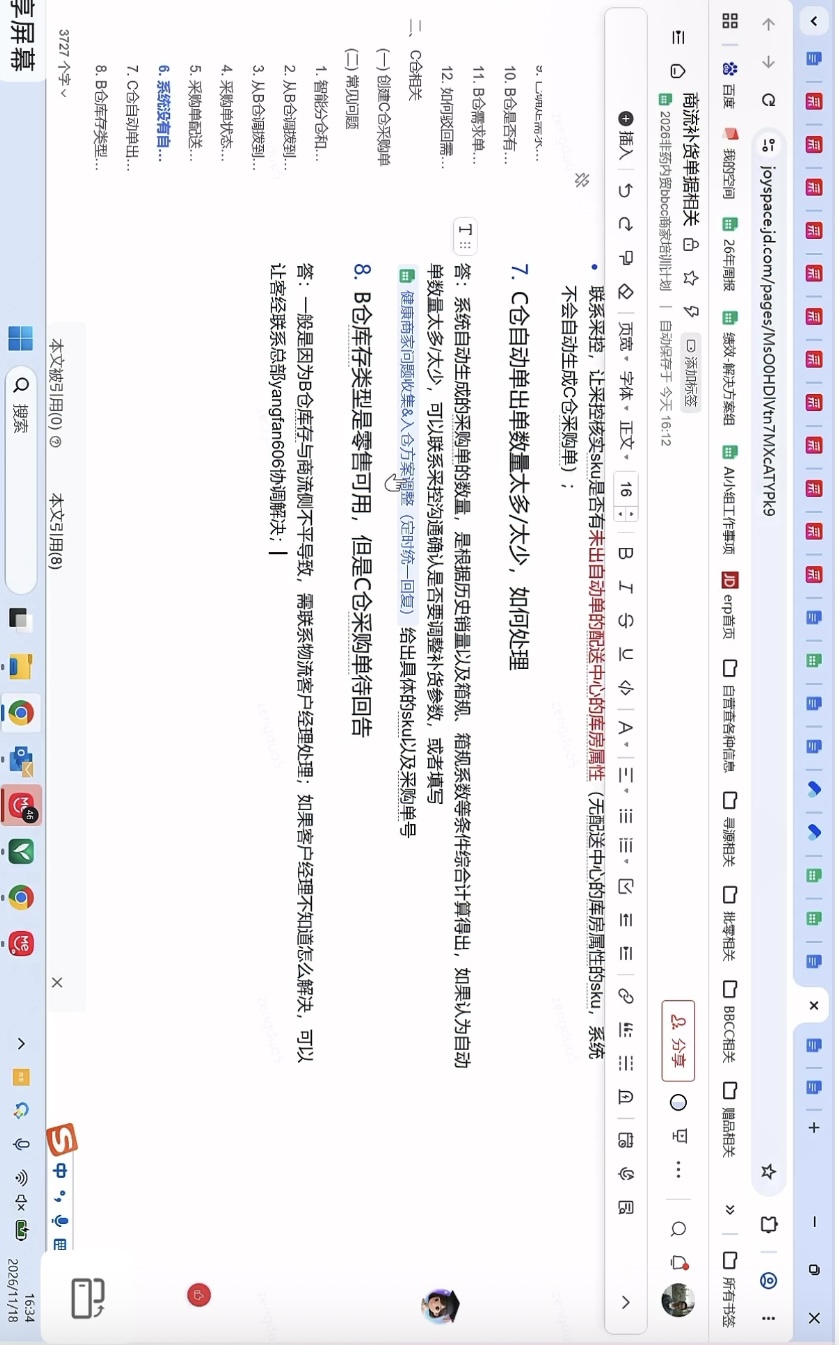 joyspace.jd.com/pages/MsO0HDlVtn7MXcATYPk9
百度
我的空间
26年周报
绩效-解决方案组
AI小组工作事项
erp首页
自营查各种信息
寻源相关
批零相关
BBCC相关
赠品相关
»
所有书签
商流补货单据相关
添加标签
2026非药内贸bbcc商家培训计划 | 自动保存于 今天 16:12
分享
插入
页宽
字体
正文
16
B I S U </> A
9. 已满足需求...
10. B仓是否有...
11. B仓需求单...
12. 如何驳回需...
二、C仓相关
(一) 创建C仓采购单
(二) 常见问题
1. 智能分仓和...
2. 从B仓调拨到...
3. 从B仓调拨到...
4. 采购单状态...
5. 采购单配送...
6. 系统没有自...
7. C仓自动单出...
8. B仓库存类型...
3727 个字
• 联系采控，让采控核实sku是否有未出自动单的配送中心的库房属性（无配送中心的库房属性的sku，系统
不会自动生成C仓采购单）；
7. C仓自动单出单数量太多/太少，如何处理
答：系统自动生成的采购单的数量，是根据历史销量以及箱规、箱规系数等条件综合计算得出，如果认为自动
单数量太多/太少，可以联系采控沟通确认是否要调整补货参数，或者填写
健康商家问题收集&入仓方案调整（定时统一回复） 给出具体的sku以及采购单号
8. B仓库存类型是零售可用，但是C仓采购单待回告
答：一般是因为B仓库存与商流侧不平导致，需联系物流客户经理处理；如果客户经理不知道怎么解决，可以
让客经联系总部yangfan606协调解决；
本文被引用(0)
本文引用(8)
搜索
46
中
16:34
2026/11/18
享屏幕